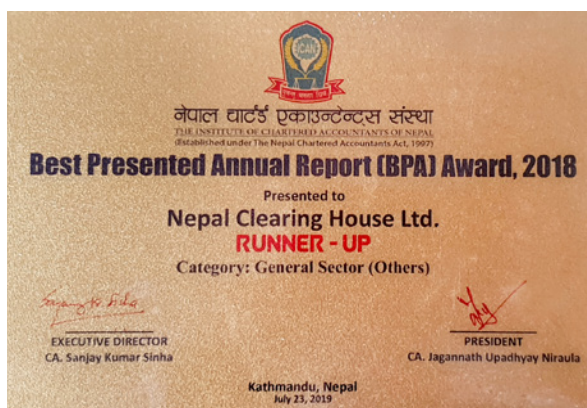 ICAN
नेपाल चार्टर्ड एकाउन्टेन्ट्स संस्था
THE INSTITUTE OF CHARTERED ACCOUNTANTS OF NEPAL
(Established under The Nepal Chartered Accountants Act, 1997)
Best Presented Annual Report (BPA) Award, 2018
Presented to
Nepal Clearing House Ltd.
RUNNER - UP
Category: General Sector (Others)
EXECUTIVE DIRECTOR
CA. Sanjay Kumar Sinha
PRESIDENT
CA. Jagannath Upadhyay Niraula
Kathmandu, Nepal
July 23, 2019